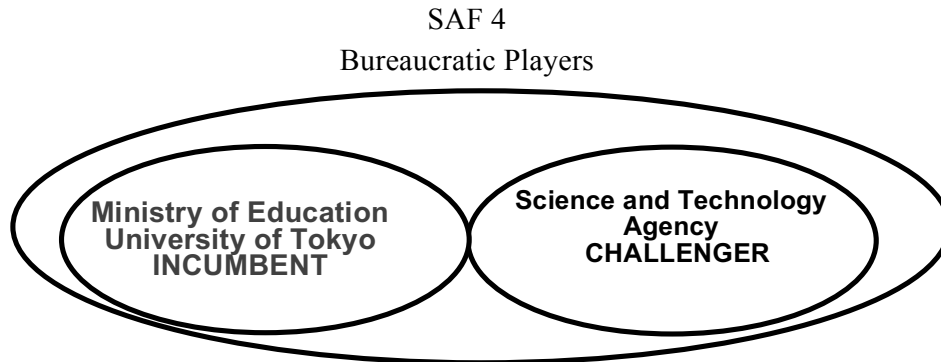 SAF 4
Bureaucratic Players
Ministry of Education
University of Tokyo
INCUMBENT
Science and Technology
Agency
CHALLENGER